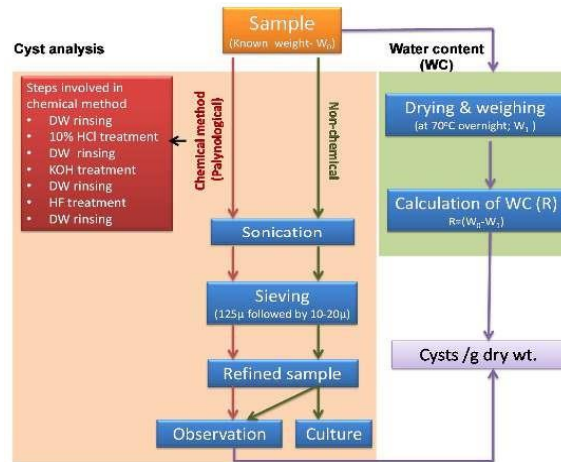 Sample
(Known weight- W₀)
Cyst analysis
Water content
(WC)
Steps involved in
chemical method
• DW rinsing
• 10% HCl treatment
• DW rinsing
• KOH treatment
• DW rinsing
• HF treatment
• DW rinsing
Chemical method
(Palynological)
Non-chemical
Drying & weighing
(at 70°C overnight; W₁ )
Calculation of WC (R)
R=(W₀-W₁)
Sonication
Sieving
(125µ followed by 10-20µ)
Refined sample
Observation
Culture
Cysts /g dry wt.